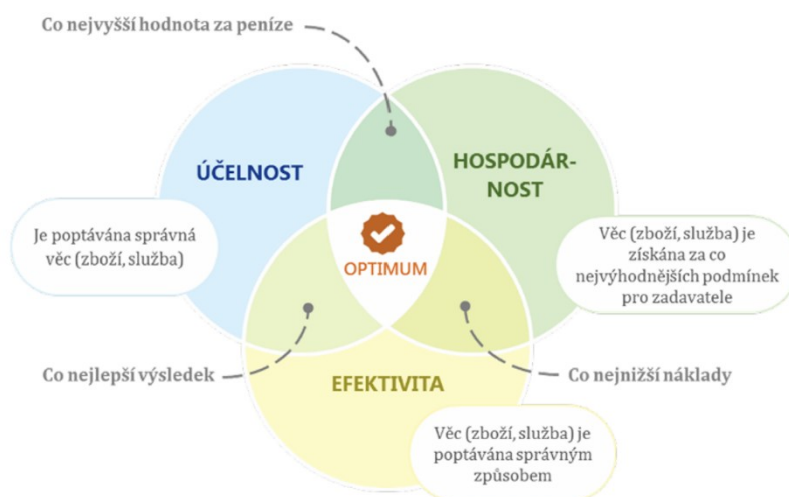 Co nejvyšší hodnota za peníze
ÚČELNOST
HOSPODÁR-
NOST
Je poptávána správná
věc (zboží, služba)
OPTIMUM
Věc (zboží, služba) je
získána za co
nejvýhodnějších podmínek
pro zadavatele
Co nejlepší výsledek
EFEKTIVITA
Co nejnižší náklady
Věc (zboží, služba) je
poptávána správným
způsobem